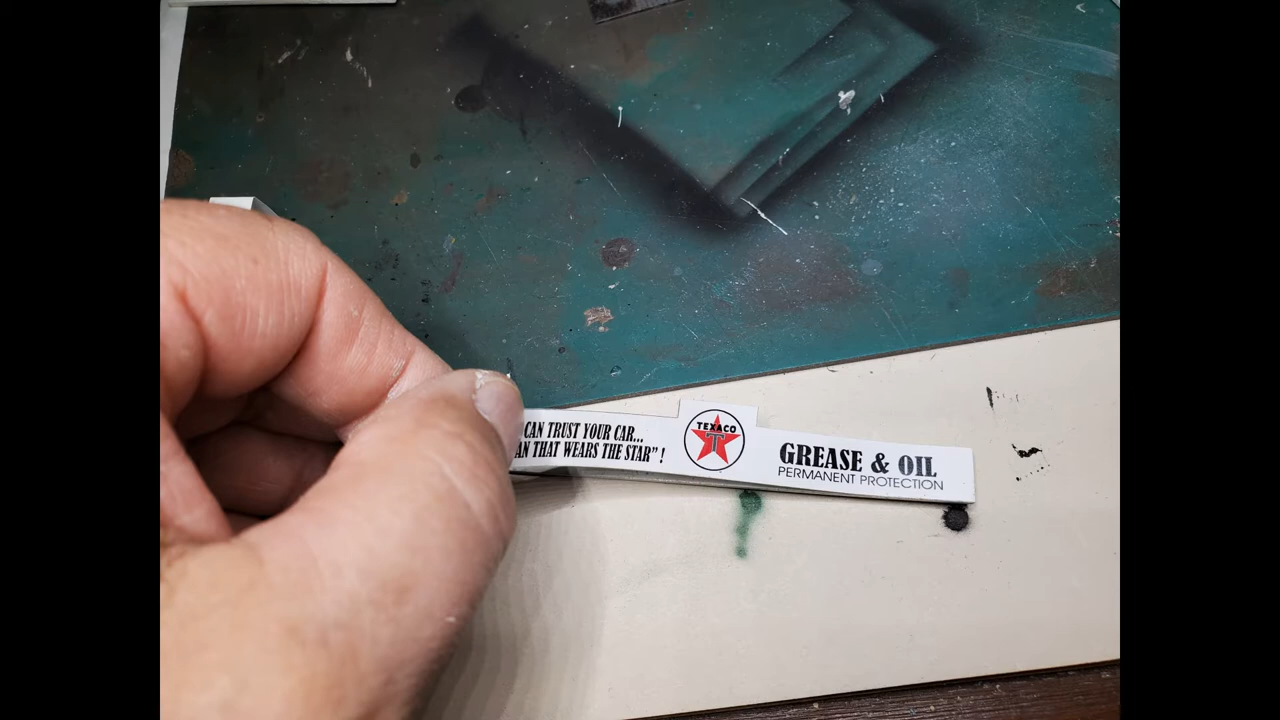 CAN TRUST YOUR CAR...
AN THAT WEARS THE STAR" !
TEXACO
T
GREASE & OIL
PERMANENT PROTECTION